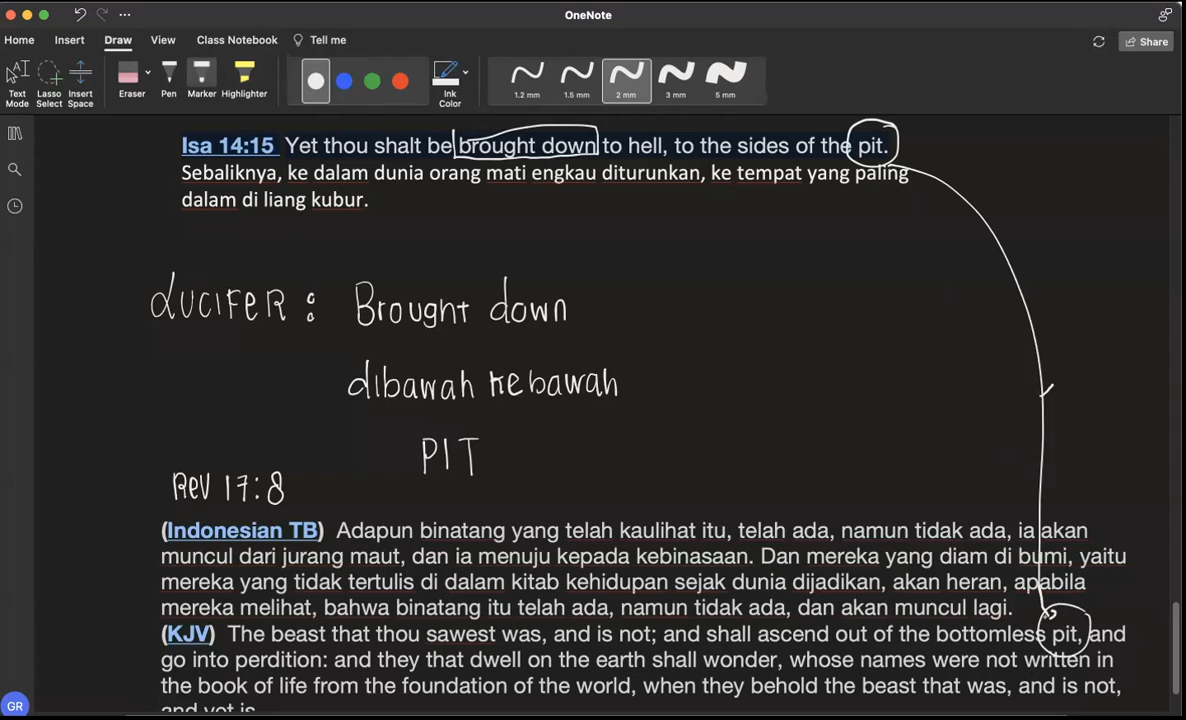 OneNote
Home Insert Draw View Class Notebook Tell me
Share
Text Mode
Lasso Select
Insert Space
Eraser
Pen
Marker
Highlighter
Ink Color
1.2 mm
1.5 mm
2 mm
3 mm
5 mm
Isa 14:15 Yet thou shalt be brought down to hell, to the sides of the pit.
Sebaliknya, ke dalam dunia orang mati engkau diturunkan, ke tempat yang paling
dalam di liang kubur.
LUCIFER : Brought down
dibawah kebawah
PIT
Rev 17:8
(Indonesian TB) Adapun binatang yang telah kaulihat itu, telah ada, namun tidak ada, ia akan
muncul dari jurang maut, dan ia menuju kepada kebinasaan. Dan mereka yang diam di bumi, yaitu
mereka yang tidak tertulis di dalam kitab kehidupan sejak dunia dijadikan, akan heran, apabila
mereka melihat, bahwa binatang itu telah ada, namun tidak ada, dan akan muncul lagi.
(KJV) The beast that thou sawest was, and is not; and shall ascend out of the bottomless pit, and
go into perdition: and they that dwell on the earth shall wonder, whose names were not written in
the book of life from the foundation of the world, when they behold the beast that was, and is not,
and yet is.
GR